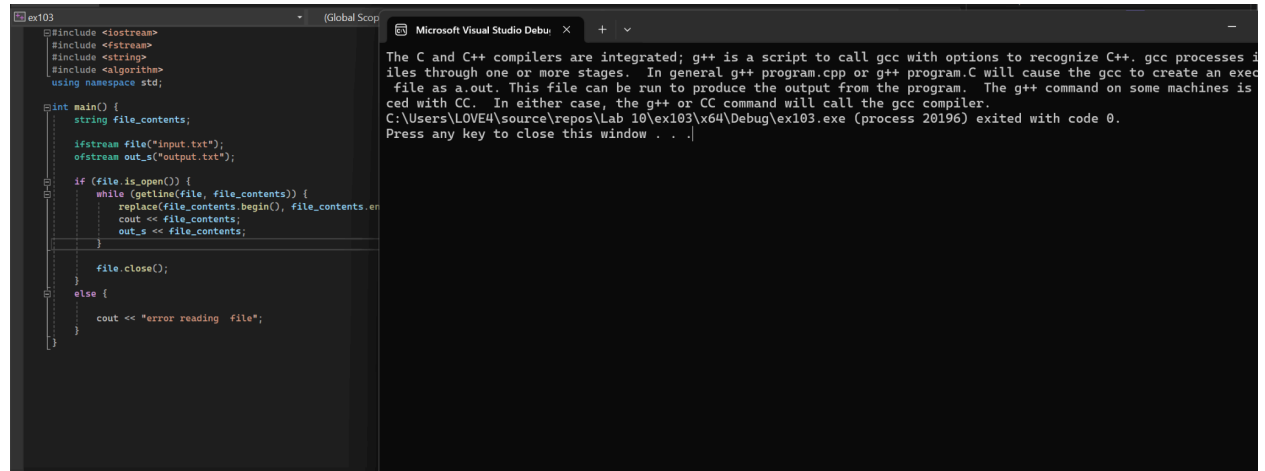 ex103
(Global Scop
#include <iostream>
#include <fstream>
#include <string>
#include <algorithm>
using namespace std;
int main() {
string file_contents;
ifstream file("input.txt");
ofstream out_s("output.txt");
if (file.is_open()) {
while (getline(file, file_contents)) {
replace(file_contents.begin(), file_contents.en
cout << file_contents;
out_s << file_contents;
}
file.close();
}
else {
cout << "error reading  file";
}
}
Microsoft Visual Studio Debu
The C and C++ compilers are integrated; g++ is a script to call gcc with options to recognize C++. gcc processes i
iles through one or more stages.  In general g++ program.cpp or g++ program.C will cause the gcc to create an exec
file as a.out. This file can be run to produce the output from the program.  The g++ command on some machines is
ced with CC.  In either case, the g++ or CC command will call the gcc compiler.
C:\Users\LOVE4\source\repos\Lab 10\ex103\x64\Debug\ex103.exe (process 20196) exited with code 0.
Press any key to close this window . . .